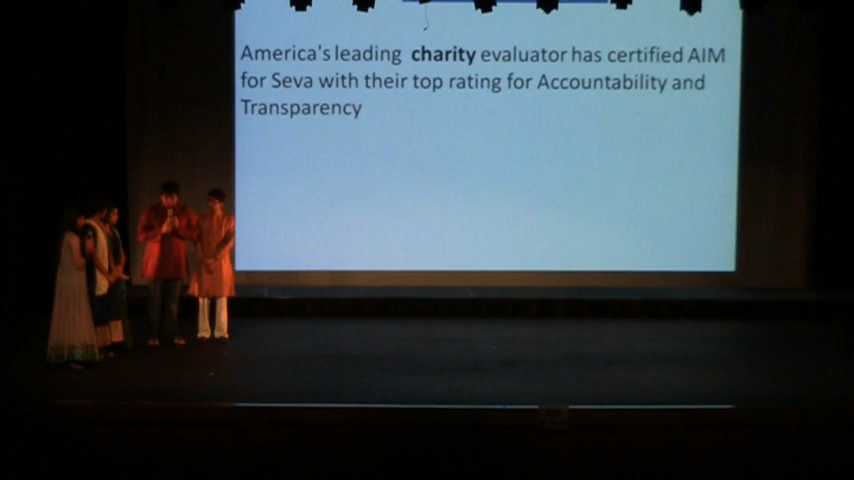 America's leading charity evaluator has certified AIM
for Seva with their top rating for Accountability and
Transparency